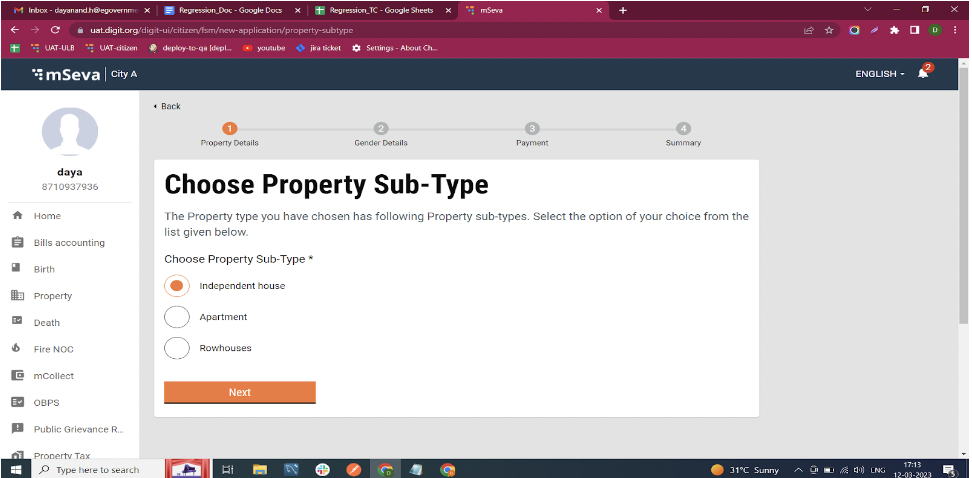 Inbox - dayanand.h@egovernme
Regression_Doc - Google Docs
Regression_TC - Google Sheets
mSeva
uat.digit.org/digit-ui/citizen/fsm/new-application/property-subtype
D
UAT-ULB
UAT-citizen
deploy-to-qa [depl...
youtube
jira ticket
Settings - About Ch...
mSeva | City A
ENGLISH
2
Back
1
2
3
4
Property Details
Gender Details
Payment
Summary
daya
8710937936
Home
Bills accounting
Birth
Property
Death
Fire NOC
mCollect
OBPS
Public Grievance R...
Property Tax
Choose Property Sub-Type
The Property type you have chosen has following Property sub-types. Select the option of your choice from the
list given below.
Choose Property Sub-Type *
Independent house
Apartment
Rowhouses
Next
Type here to search
31°C Sunny
ENG
17:13
12-03-2023